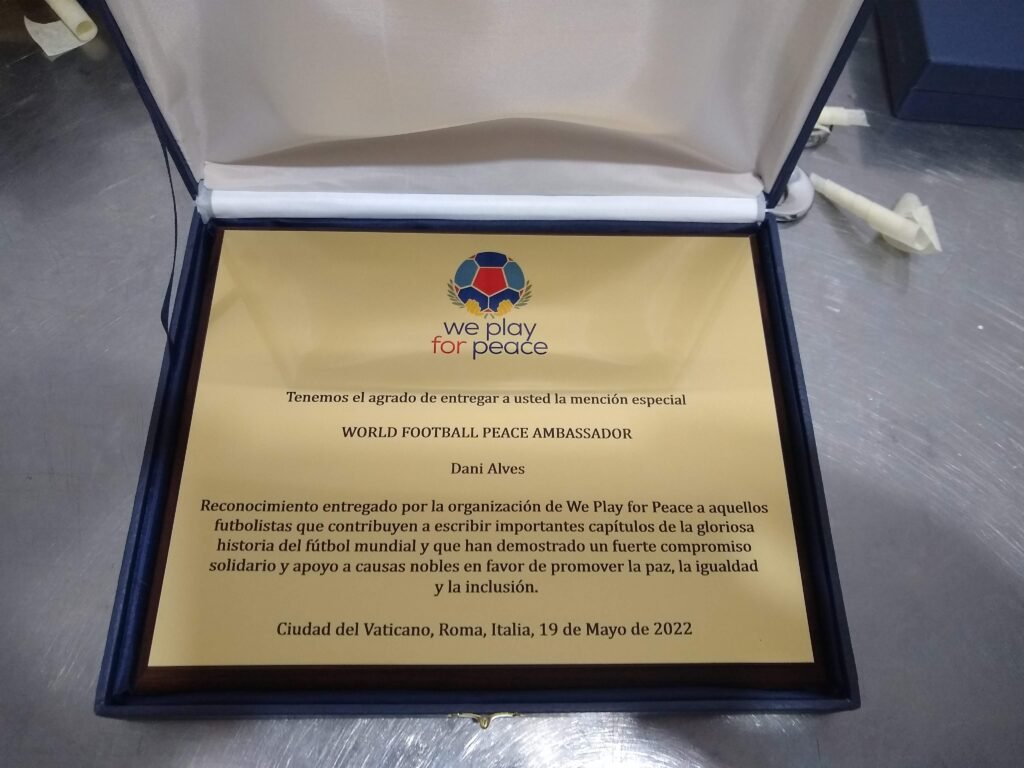 we play
for peace
Tenemos el agrado de entregar a usted la mención especial
WORLD FOOTBALL PEACE AMBASSADOR
Dani Alves
Reconocimiento entregado por la organización de We Play for Peace a aquellos
futbolistas que contribuyen a escribir importantes capítulos de la gloriosa
historia del fútbol mundial y que han demostrado un fuerte compromiso
solidario y apoyo a causas nobles en favor de promover la paz, la igualdad
y la inclusión.
Ciudad del Vaticano, Roma, Italia, 19 de Mayo de 2022